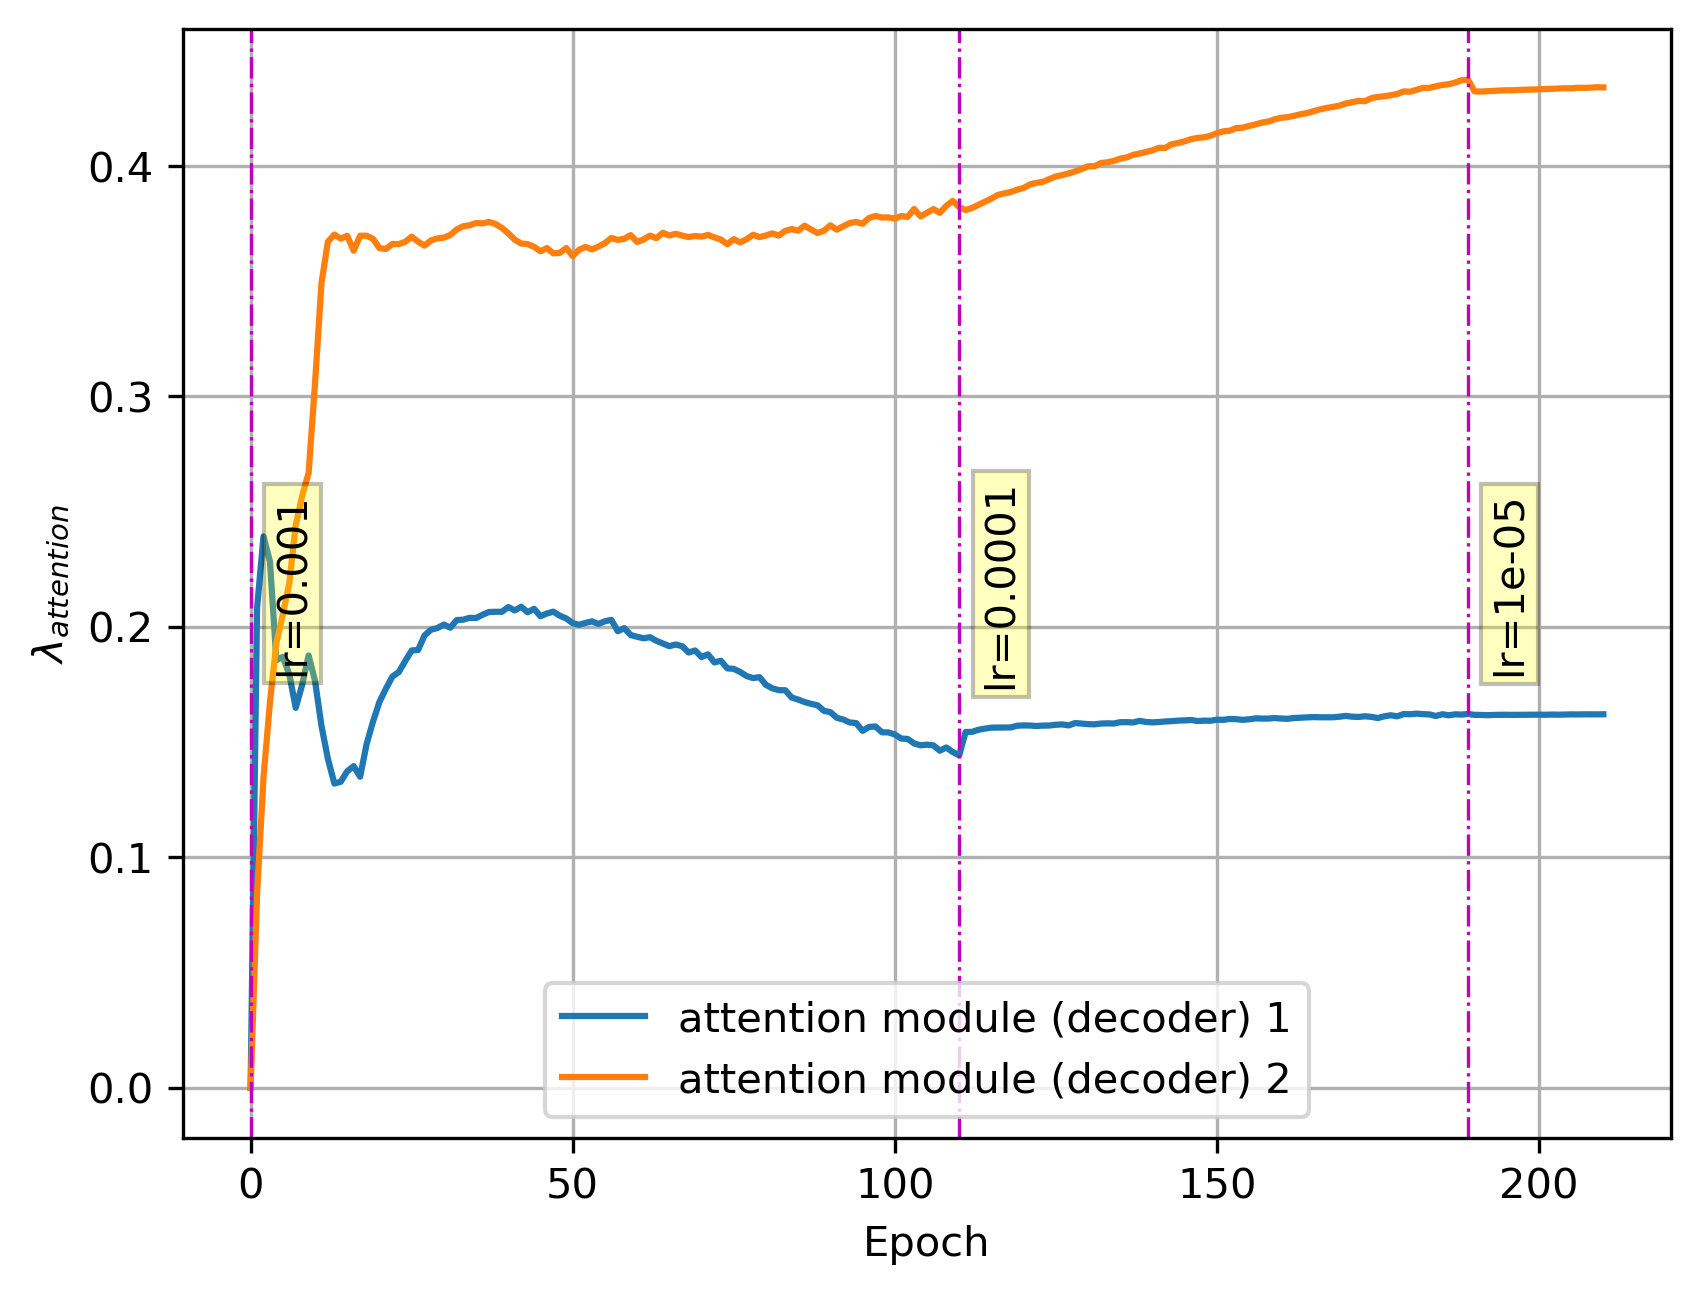 0.4
0.3
0.2
0.1
0.0
λattention
lr=0.001
lr=0.0001
lr=1e-05
attention module (decoder) 1
attention module (decoder) 2
0 50 100 150 200
Epoch